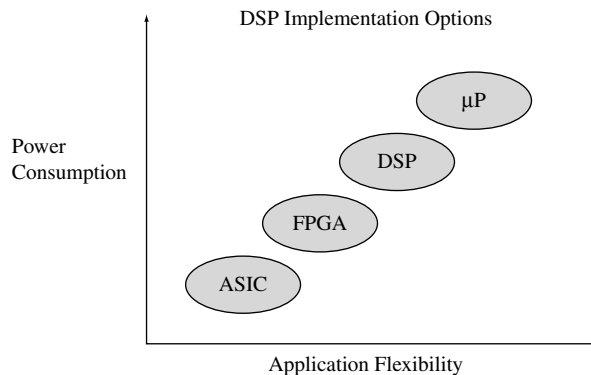 DSP Implementation Options
µP
Power
Consumption
DSP
FPGA
ASIC
Application Flexibility